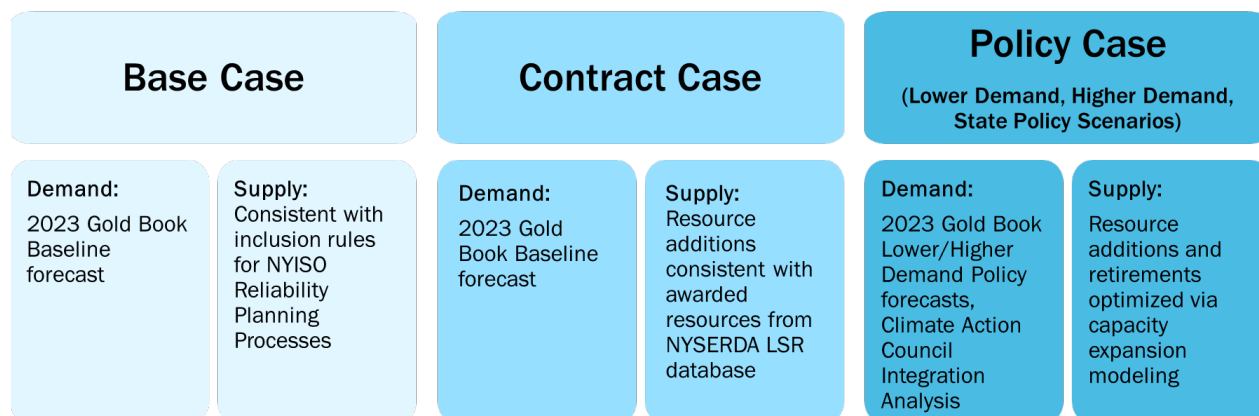 Base Case
Contract Case
Policy Case
(Lower Demand, Higher Demand,
State Policy Scenarios)
Demand:
2023 Gold Book
Baseline
forecast
Supply:
Consistent with
inclusion rules
for NYISO
Reliability
Planning
Processes
Demand:
2023 Gold
Book Baseline
forecast
Supply:
Resource
additions
consistent with
awarded
resources from
NYSERDA LSR
database
Demand:
2023 Gold Book
Lower/Higher
Demand Policy
forecasts,
Climate Action
Council
Integration
Analysis
Supply:
Resource
additions and
retirements
optimized via
capacity
expansion
modeling